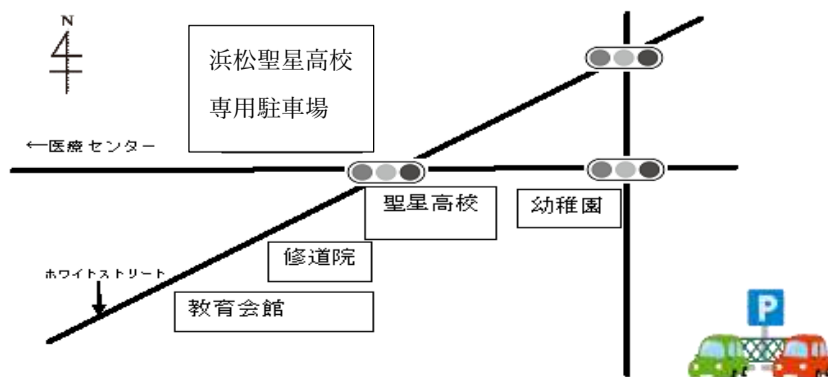 N
浜松聖星高校
専用駐車場
←医療センター
聖星高校
幼稚園
修道院
ホワイトストリート
教育会館
P